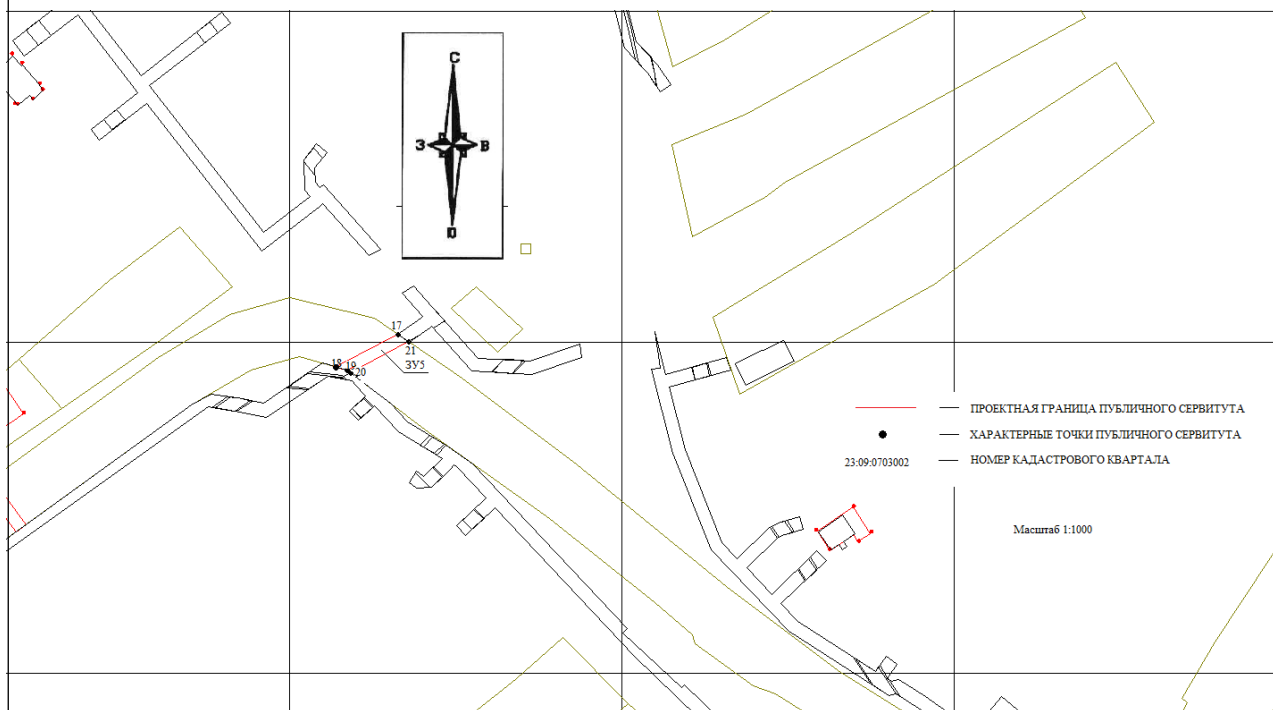 С
З В
Ю
17
21
18
19
20
ЗУ5
— ПРОЕКТНАЯ ГРАНИЦА ПУБЛИЧНОГО СЕРВИТУТА
— ХАРАКТЕРНЫЕ ТОЧКИ ПУБЛИЧНОГО СЕРВИТУТА
23:09:0703002 — НОМЕР КАДАСТРОВОГО КВАРТАЛА
Масштаб 1:1000